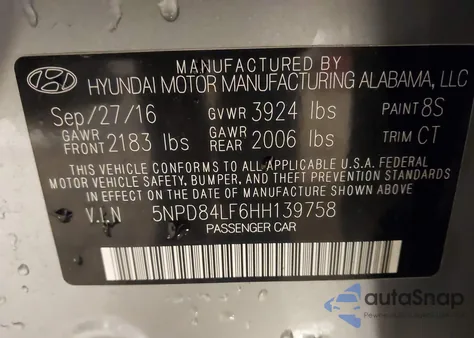 MANUFACTURED BY
HYUNDAI MOTOR MANUFACTURING ALABAMA, LLC
Sep/27/16 GVWR 3924 lbs PAINT 8S
GAWR FRONT 2183 lbs GAWR REAR 2006 lbs TRIM CT
THIS VEHICLE CONFORMS TO ALL APPLICABLE U.S.A. FEDERAL
MOTOR VEHICLE SAFETY, BUMPER, AND THEFT PREVENTION STANDARDS
IN EFFECT ON THE DATE OF MANUFACTURE SHOWN ABOVE.
V.I.N 5NPD84LF6HH139758
PASSENGER CAR
autoSnap